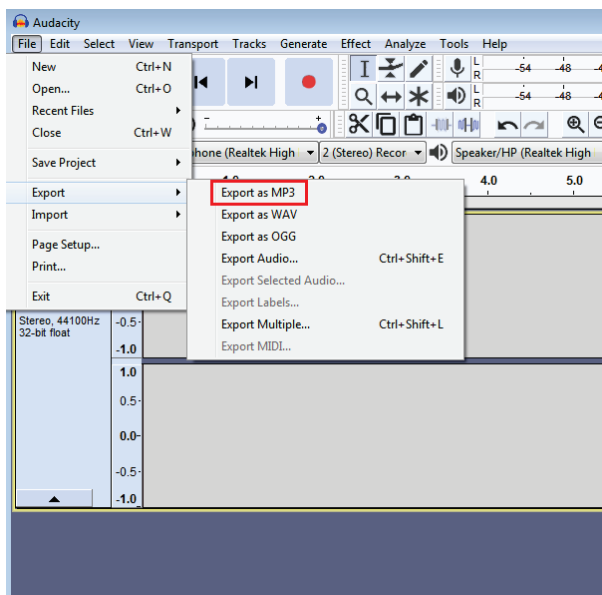 Audacity
File Edit Select View Transport Tracks Generate Effect Analyze Tools Help
New Ctrl+N
Open... Ctrl+O
Recent Files
Close Ctrl+W
Save Project
Export
Import
Page Setup...
Print...
Exit Ctrl+Q
L
R
-54 -48
L
R
-54 -48
hone (Realtek High 2 (Stereo) Recor Speaker/HP (Realtek High
4.0 5.0
Export as MP3
Export as WAV
Export as OGG
Export Audio... Ctrl+Shift+E
Export Selected Audio...
Export Labels...
Export Multiple... Ctrl+Shift+L
Export MIDI...
Stereo, 44100Hz
32-bit float
-0.5
-1.0
1.0
0.5
0.0
-0.5
-1.0